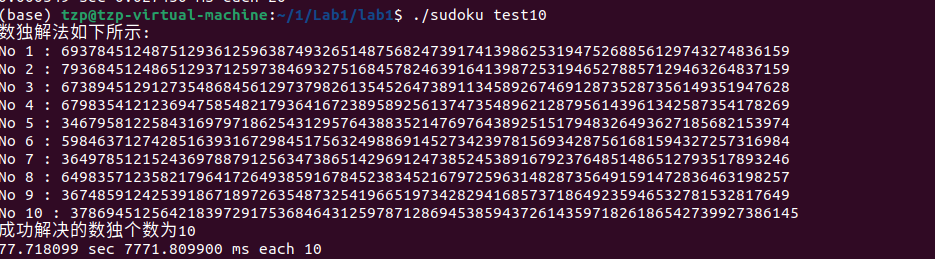 (base) tzp@tzp-virtual-machine:~/1/Lab1/lab1$ ./sudoku test10
数独解法如下所示:
No 1 : 693784512487512936125963874932651487568247391741398625319475268856129743274836159
No 2 : 793684512486512937125973846932751684578246391641398725319465278857129463264837159
No 3 : 673894512912735486845612973798261354526473891134589267469128735287356149351947628
No 4 : 679835412123694758548217936416723895892561374735489621287956143961342587354178269
No 5 : 346795812258431697971862543129576438835214769764389251517948326493627185682153974
No 6 : 598463712742851639316729845175632498869145273423978156934287561681594327257316984
No 7 : 364978512152436978879125634738651429691247385245389167923764851486512793517893246
No 8 : 649835712358217964172649385916784523834521679725963148287356491591472836463198257
No 9 : 367485912425391867189726354873254196651973428294168573718649235946532781532817649
No 10 : 378694512564218397291753684643125978712869453859437261435971826186542739927386145
成功解决的数独个数为10
77.718099 sec 7771.809900 ms each 10